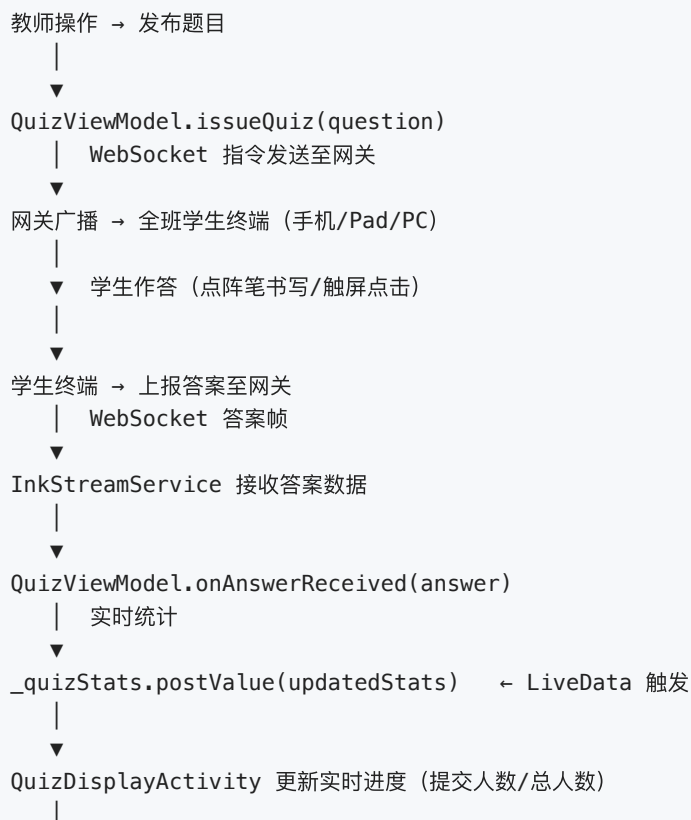 教师操作 → 发布题目
│
▼
QuizViewModel.issueQuiz(question)
│ WebSocket 指令发送至网关
▼
网关广播 → 全班学生终端（手机/Pad/PC）
│
▼ 学生作答（点阵笔书写/触屏点击）
│
▼
学生终端 → 上报答案至网关
│ WebSocket 答案帧
▼
InkStreamService 接收答案数据
│
▼
QuizViewModel.onAnswerReceived(answer)
│ 实时统计
▼
_quizStats.postValue(updatedStats) ← LiveData 触发
│
▼
QuizDisplayActivity 更新实时进度（提交人数/总人数）
│